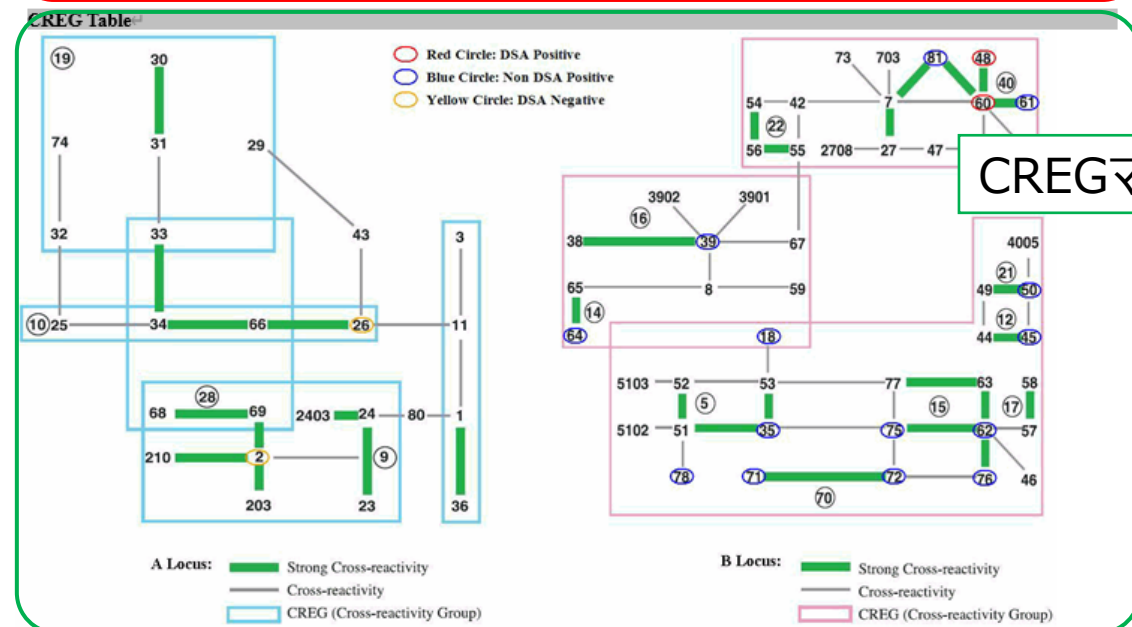 CREG Table
19 30
74 31 29
32 33 43 3
10 25 34 66 26 11
28
68 69 2403 24 80 1
210 2 9
203 23 36
Red Circle: DSA Positive
Blue Circle: Non DSA Positive
Yellow Circle: DSA Negative
73 703 81 48
40
54 42 7 60 61
22
56 55 2708 27 47
CREGマ
3902 3901
16
38 39 67
65 8 59
14
64 18
4005
21
49 50
12
44 45
5103 52 53 77 63 58
5 15 17
5102 51 35 75 62 57
78 71 72 76 46
70
A Locus:
Strong Cross-reactivity
Cross-reactivity
CREG (Cross-reactivity Group)
B Locus:
Strong Cross-reactivity
Cross-reactivity
CREG (Cross-reactivity Group)